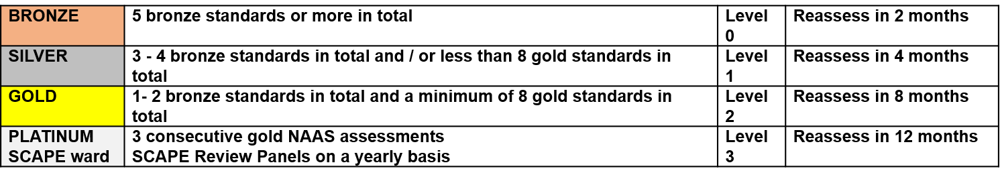 BRONZE 5 bronze standards or more in total Level 0 Reassess in 2 months
SILVER 3 - 4 bronze standards in total and / or less than 8 gold standards in total Level 1 Reassess in 4 months
GOLD 1- 2 bronze standards in total and a minimum of 8 gold standards in total Level 2 Reassess in 8 months
PLATINUM SCAPE ward 3 consecutive gold NAAS assessments SCAPE Review Panels on a yearly basis Level 3 Reassess in 12 months